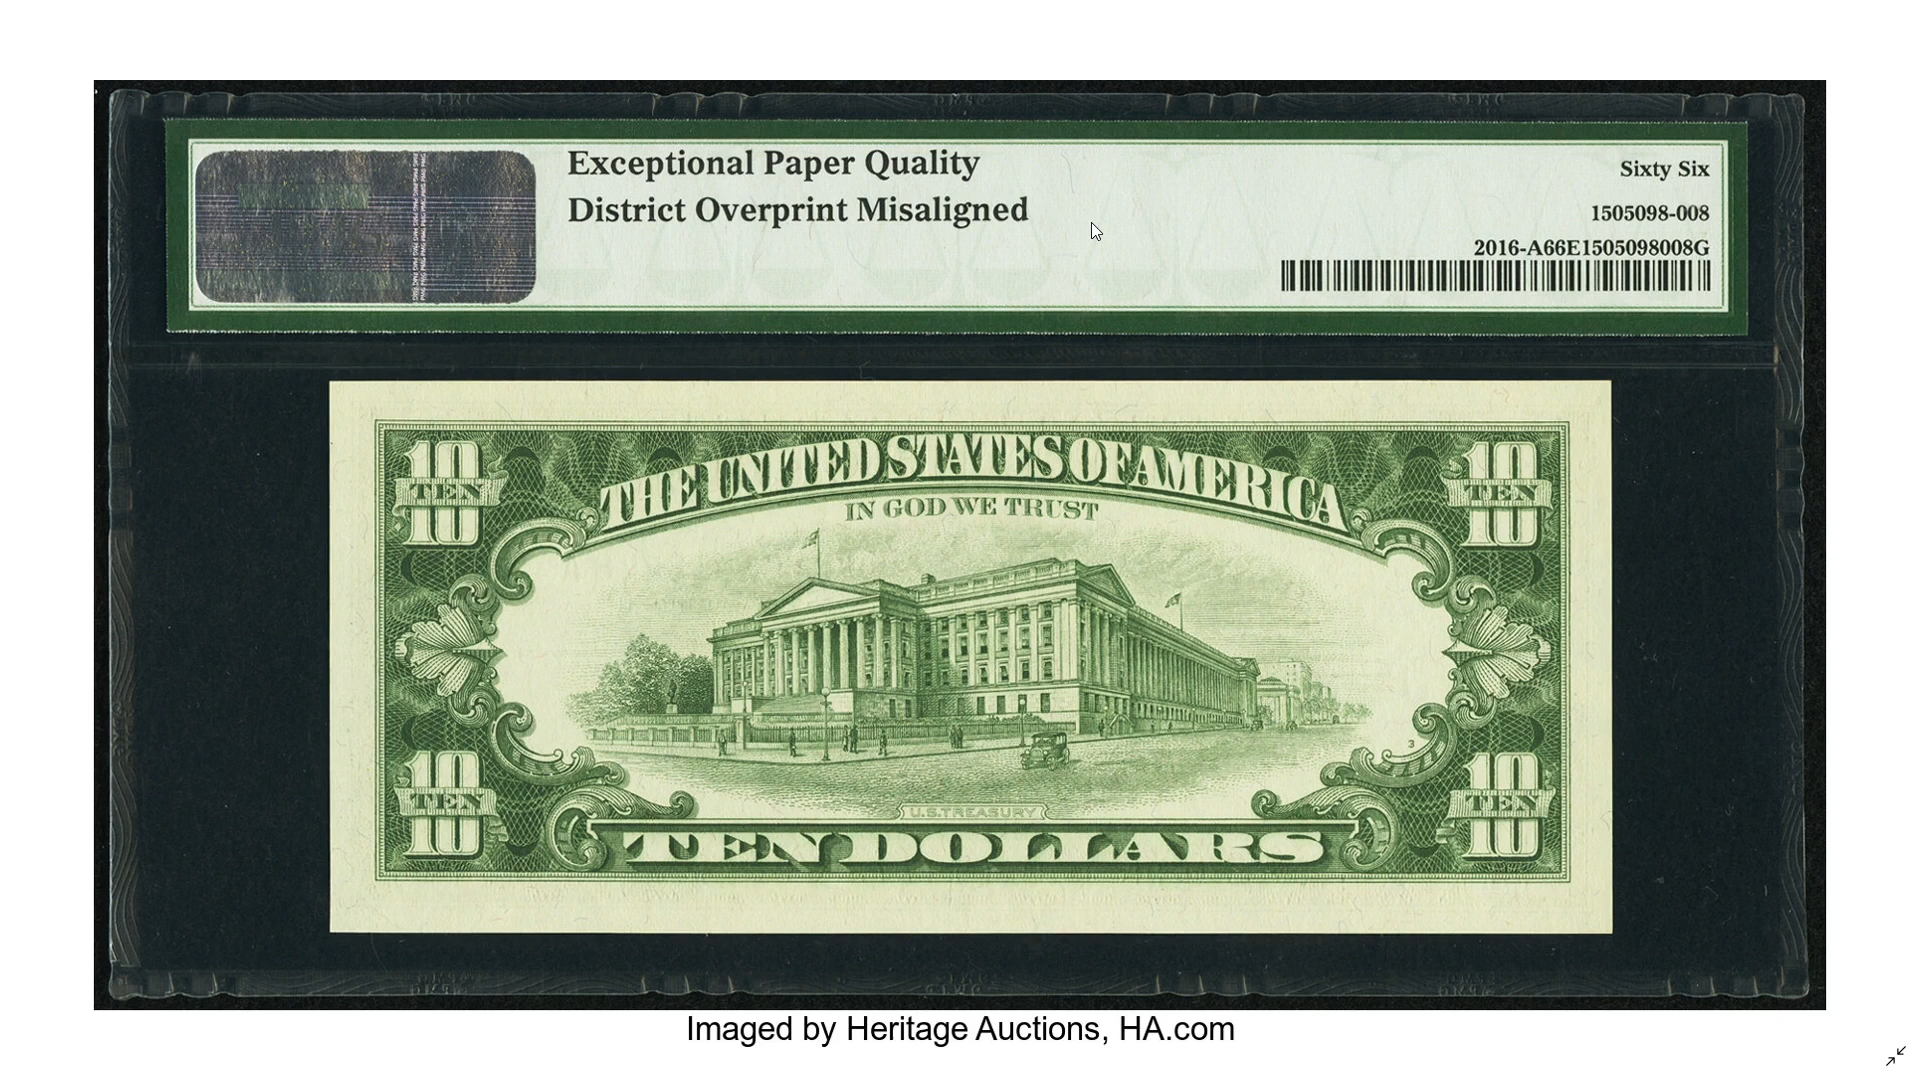 Exceptional Paper Quality
District Overprint Misaligned
Sixty Six
1505098-008
2016-A66E1505098008G
10
TEN
10
10
TEN
10
THE UNITED STATES OF AMERICA
IN GOD WE TRUST
3
10
TEN
10
10
TEN
10
U.S. TREASURY
TEN DOLLARS
Imaged by Heritage Auctions, HA.com